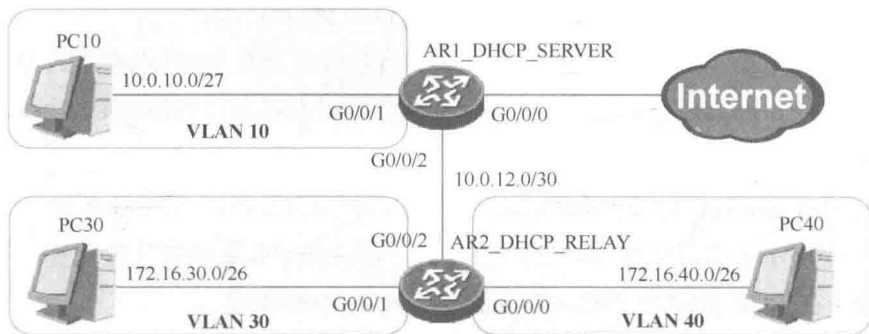 PC10
AR1_DHCP_SERVER
10.0.10.0/27
Internet
G0/0/1
G0/0/0
VLAN 10
G0/0/2
10.0.12.0/30
PC30
PC40
G0/0/2
AR2_DHCP_RELAY
172.16.30.0/26
172.16.40.0/26
G0/0/1
G0/0/0
VLAN 30
VLAN 40